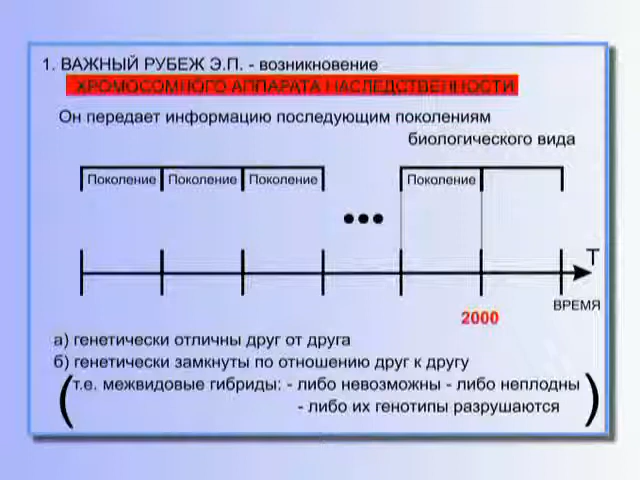 1. ВАЖНЫЙ РУБЕЖ Э.П. - возникновение
ХРОМОСОМНОГО АППАРАТА НАСЛЕДСТВЕННОСТИ
Он передает информацию последующим поколениям
биологического вида
Поколение Поколение Поколение Поколение
Т
ВРЕМЯ
2000
а) генетически отличны друг от друга
б) генетически замкнуты по отношению друг к другу
(т.е. межвидовые гибриды: - либо невозможны - либо неплодны
- либо их генотипы разрушаются)